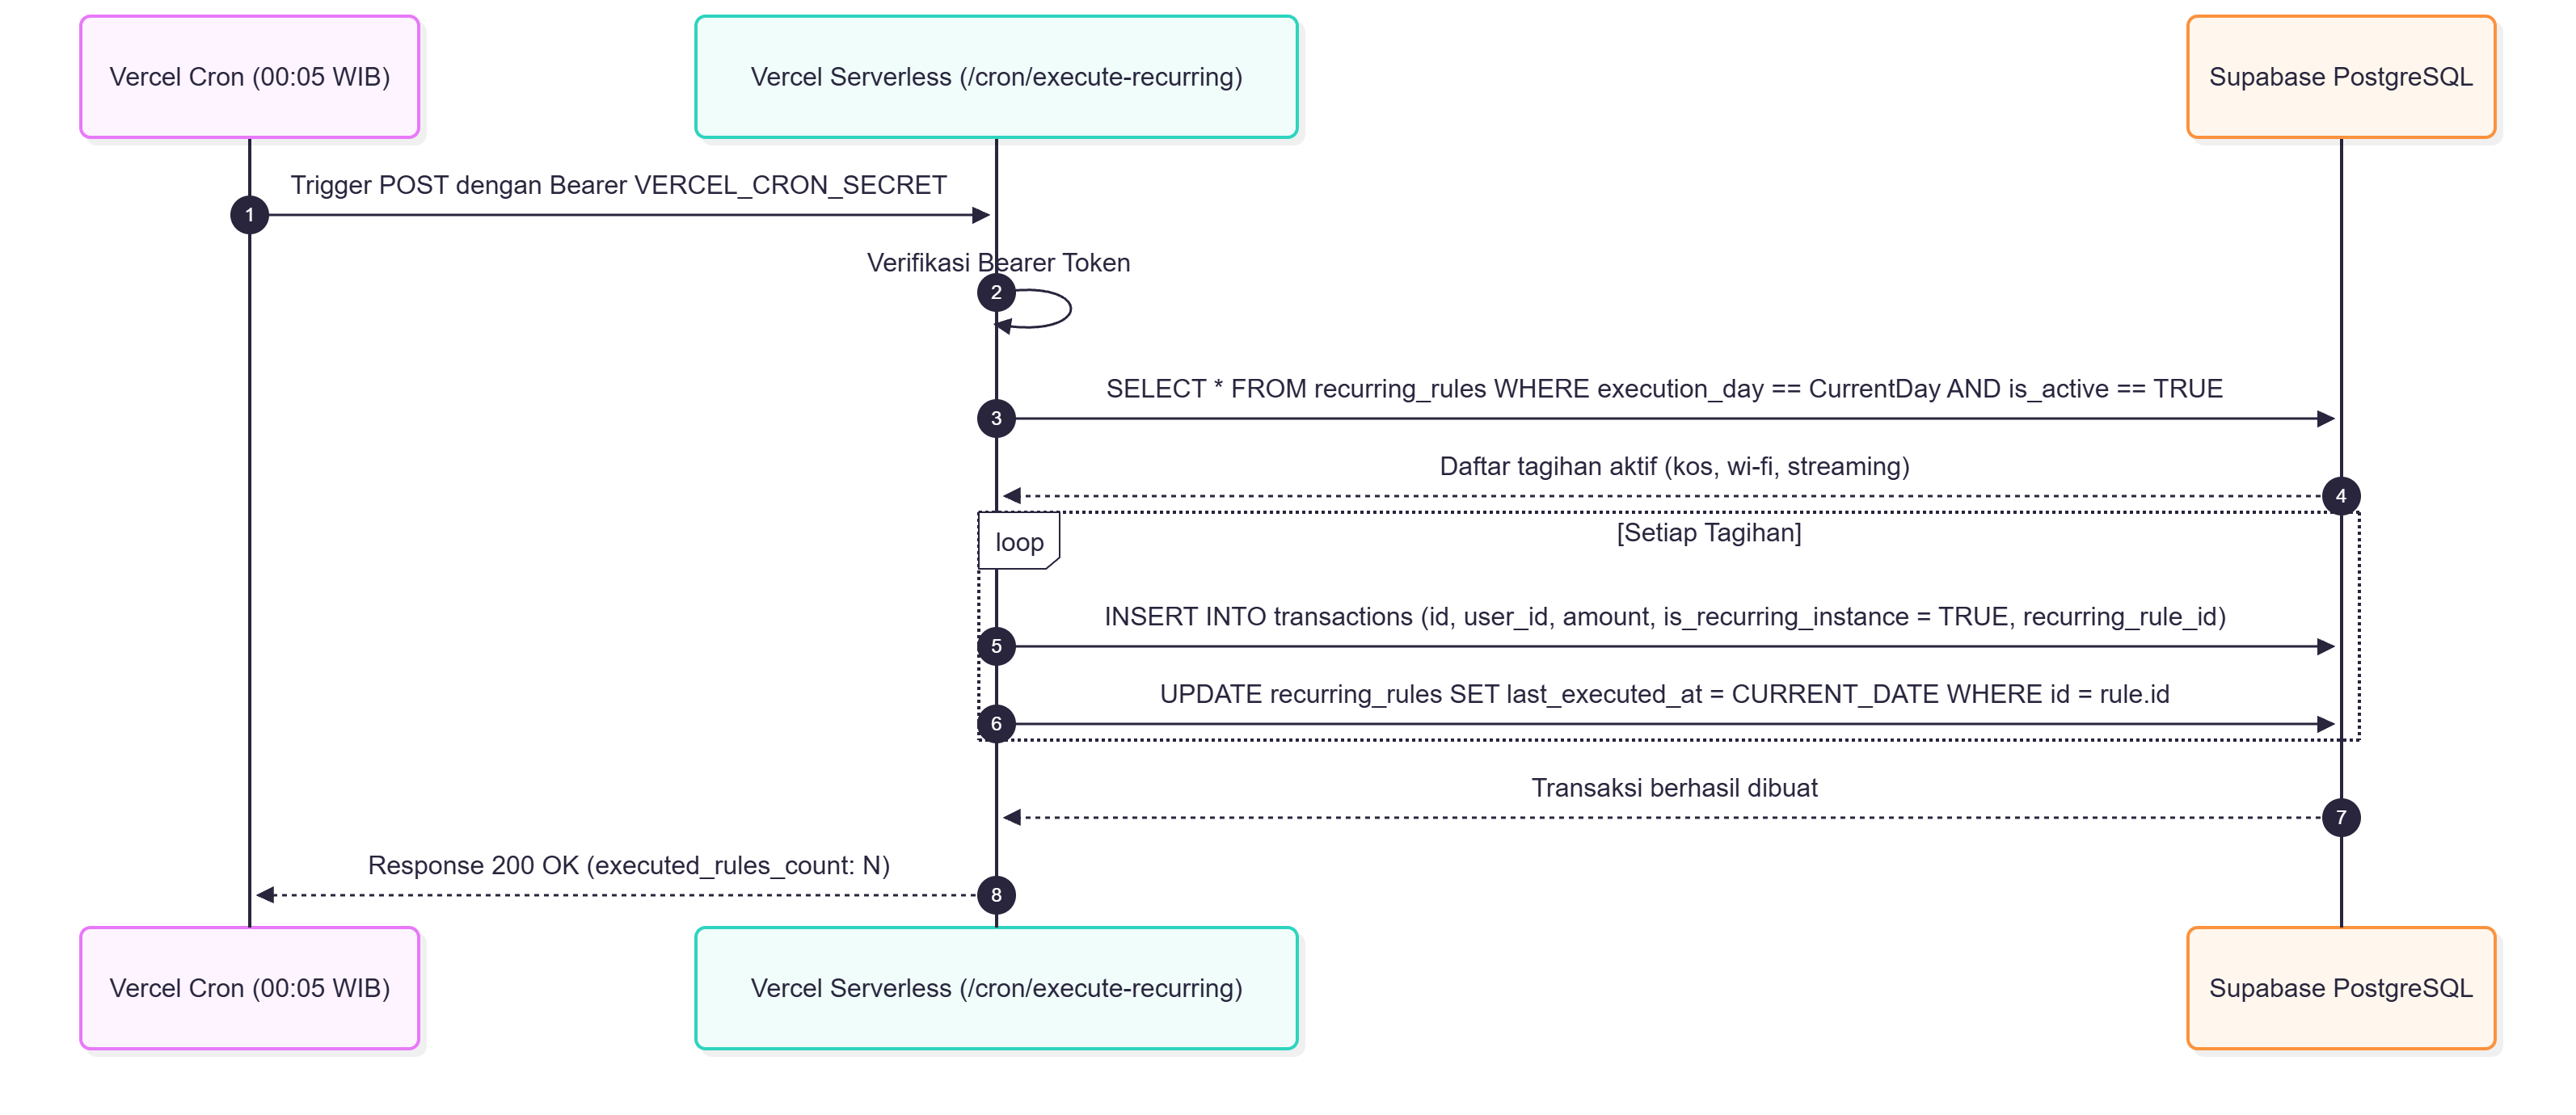 Vercel Cron (00:05 WIB)
Vercel Serverless (/cron/execute-recurring)
Supabase PostgreSQL
Trigger POST dengan Bearer VERCEL_CRON_SECRET
1
Verifikasi Bearer Token
2
SELECT * FROM recurring_rules WHERE execution_day == CurrentDay AND is_active == TRUE
3
Daftar tagihan aktif (kos, wi-fi, streaming)
4
loop
[Setiap Tagihan]
INSERT INTO transactions (id, user_id, amount, is_recurring_instance = TRUE, recurring_rule_id)
5
UPDATE recurring_rules SET last_executed_at = CURRENT_DATE WHERE id = rule.id
6
Transaksi berhasil dibuat
7
Response 200 OK (executed_rules_count: N)
8
Vercel Cron (00:05 WIB)
Vercel Serverless (/cron/execute-recurring)
Supabase PostgreSQL